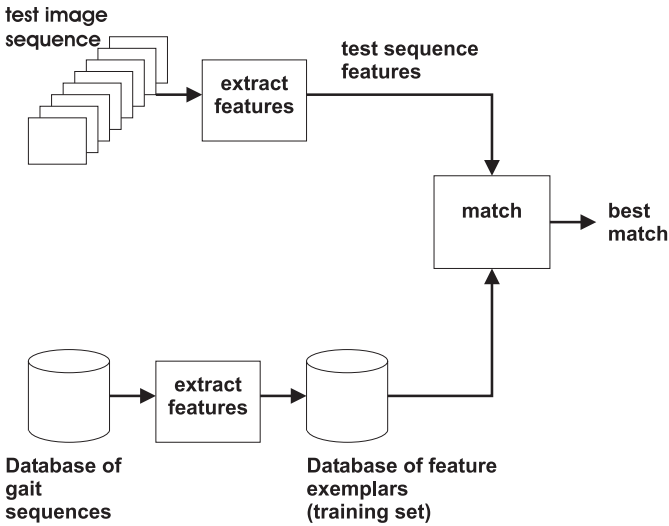 test image
sequence
extract
features
test sequence
features
match
best
match
extract
features
Database of
gait
sequences
Database of feature
exemplars
(training set)